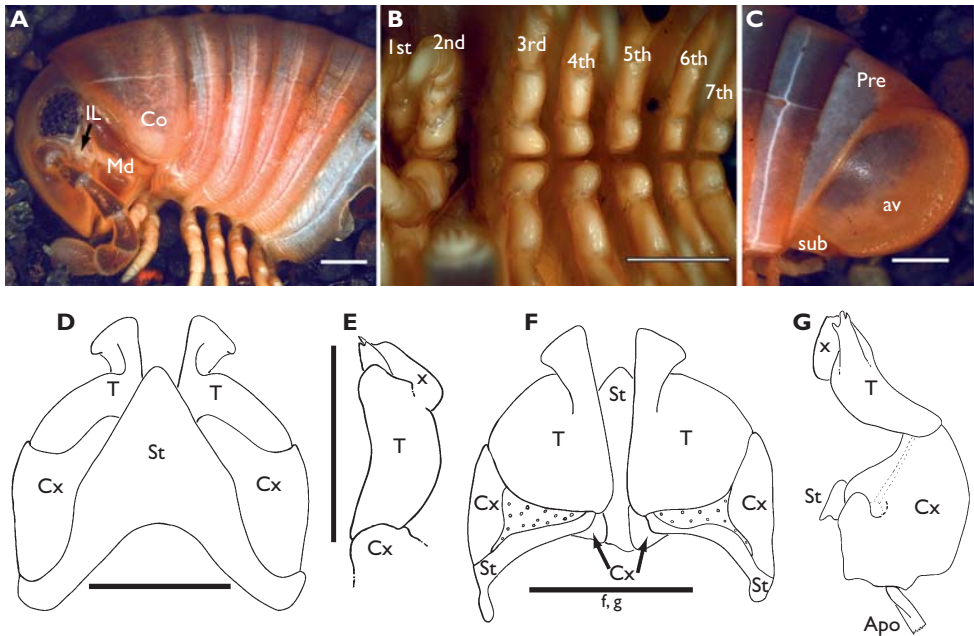 A
IL
Co
Md
B
1st 2nd 3rd 4th 5th 6th 7th
C
Pre
av
sub
D
T T
St
Cx Cx
E
x
T
Cx
F
St
T T
Cx Cx
St Cx St
f, g
G
x
T
St Cx
Apo